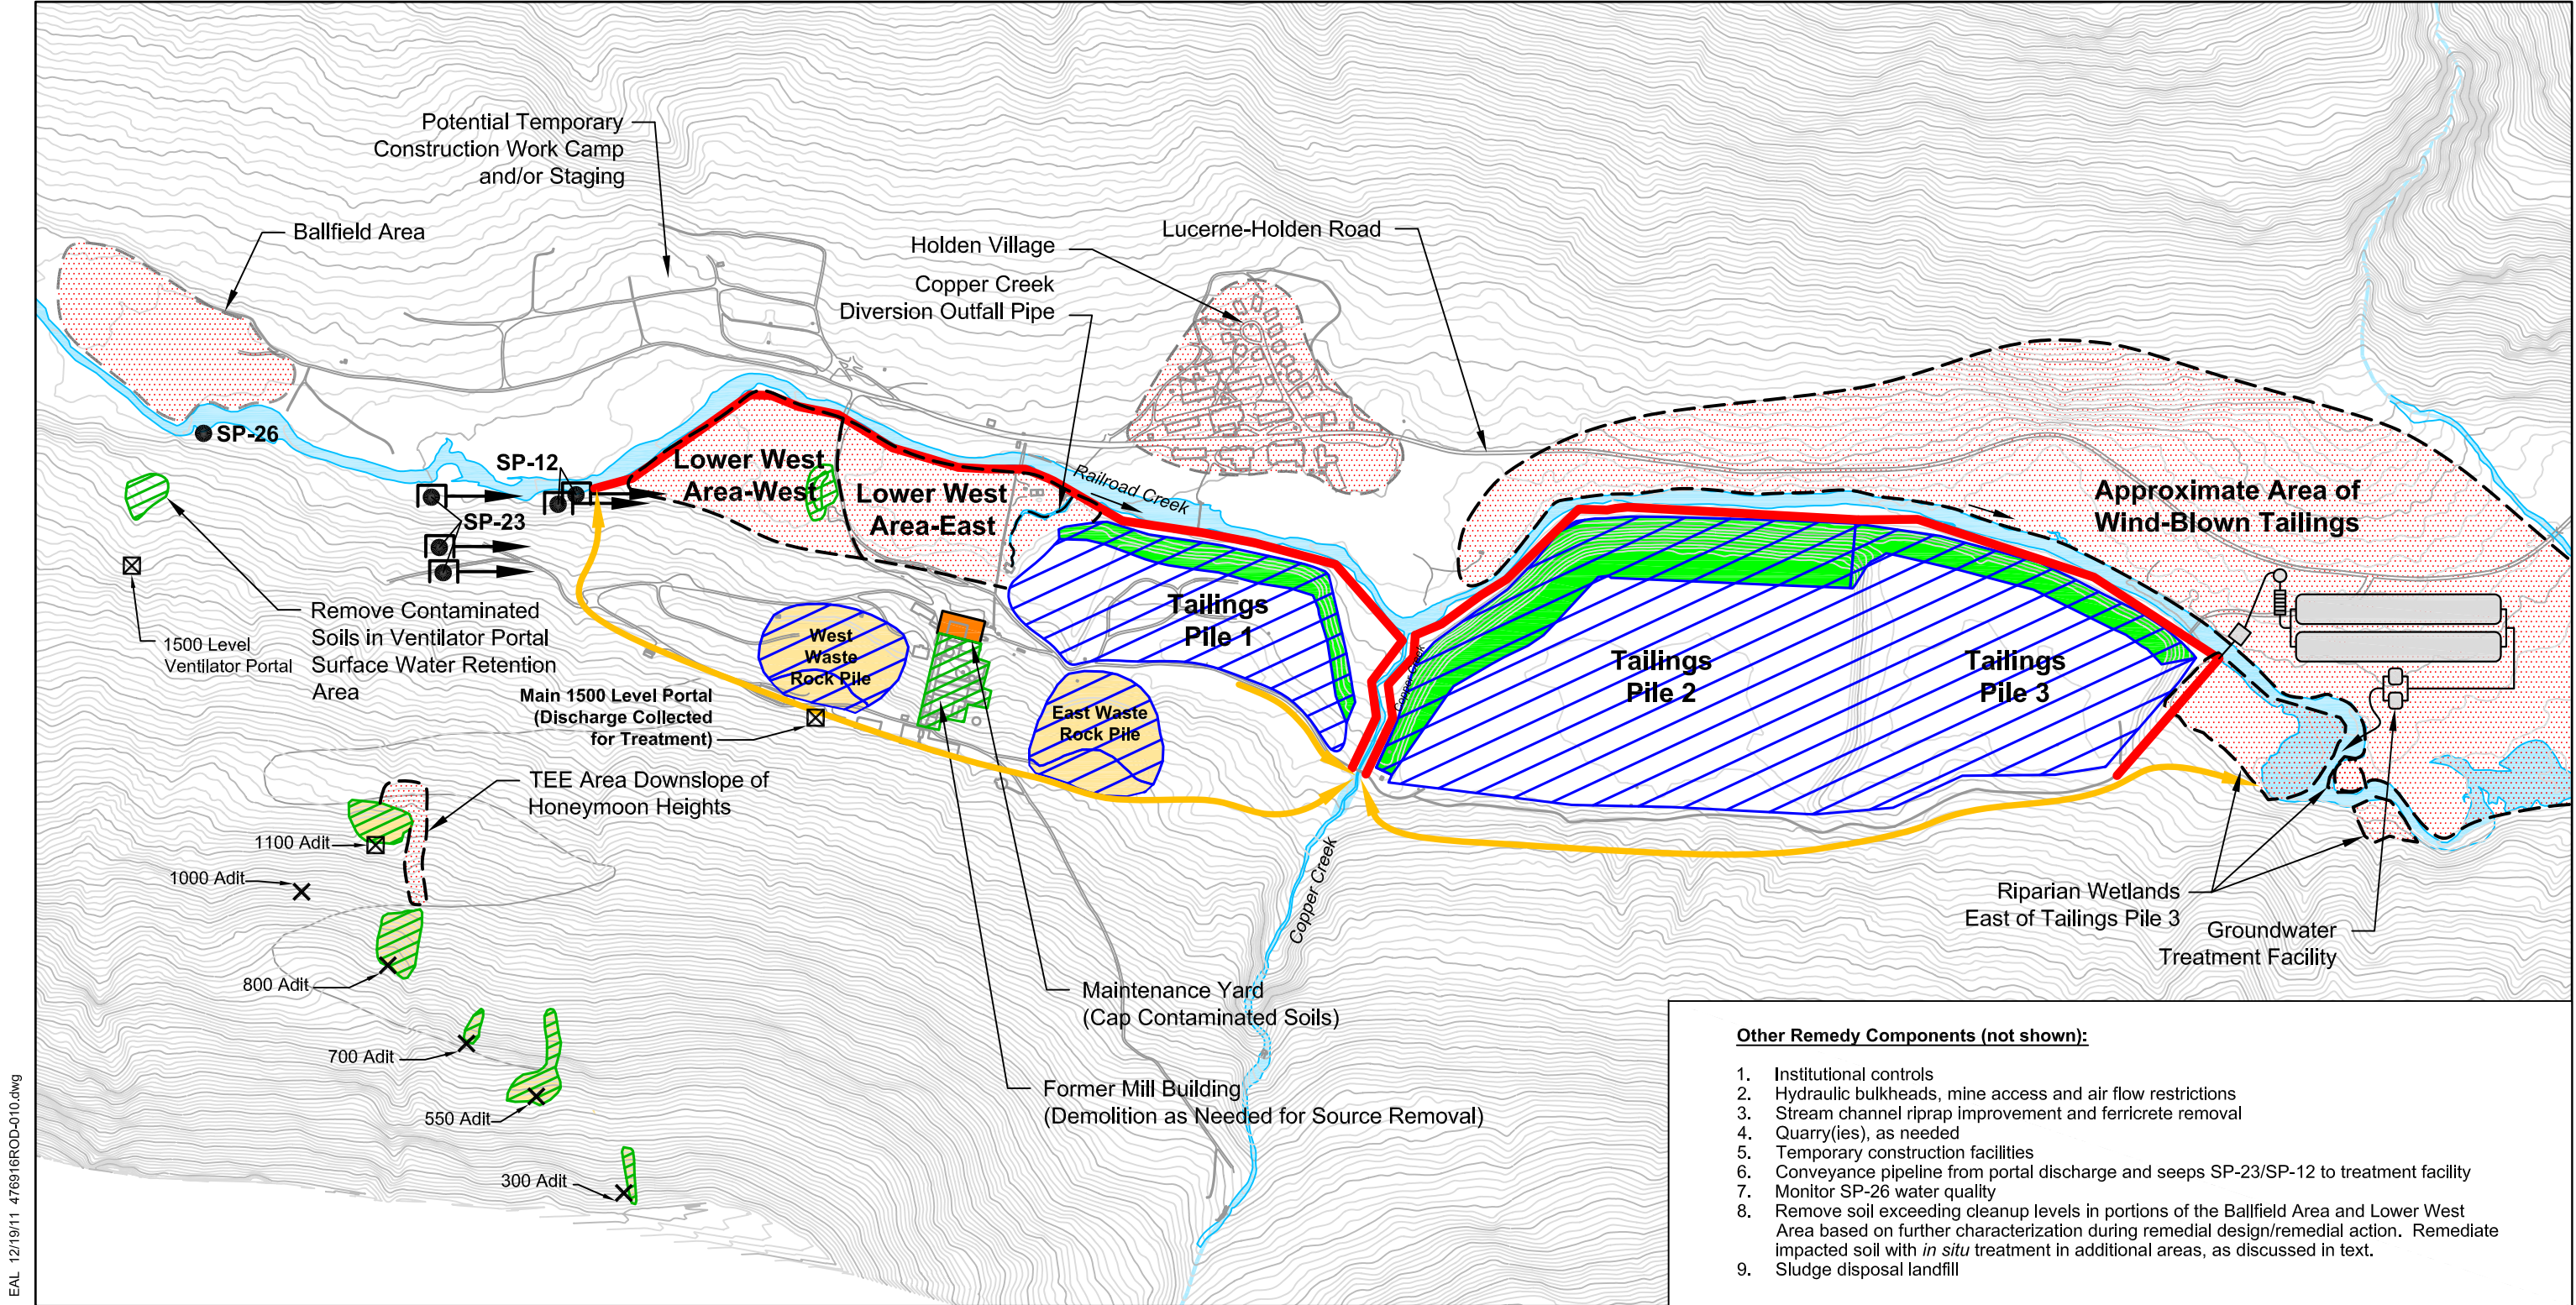 Potential Temporary
Construction Work Camp
and/or Staging
Ballfield Area
Holden Village
Lucerne-Holden Road
Copper Creek
Diversion Outfall Pipe
SP-26
SP-12
SP-23
Lower West
Area-West
Lower West
Area-East
Railroad Creek
Approximate Area of
Wind-Blown Tailings
Remove Contaminated
Soils in Ventilator Portal
Surface Water Retention
Area
1500 Level
Ventilator Portal
West
Waste
Rock Pile
Tailings
Pile 1
Copper Creek
Tailings
Pile 2
Tailings
Pile 3
Main 1500 Level Portal
(Discharge Collected
for Treatment)
East Waste
Rock Pile
TEE Area Downslope of
Honeymoon Heights
1100 Adit
1000 Adit
800 Adit
700 Adit
550 Adit
300 Adit
Copper Creek
Riparian Wetlands
East of Tailings Pile 3
Groundwater
Treatment Facility
Maintenance Yard
(Cap Contaminated Soils)
Former Mill Building
(Demolition as Needed for Source Removal)
Other Remedy Components (not shown):
1. Institutional controls
2. Hydraulic bulkheads, mine access and air flow restrictions
3. Stream channel riprap improvement and ferricrete removal
4. Quarry(ies), as needed
5. Temporary construction facilities
6. Conveyance pipeline from portal discharge and seeps SP-23/SP-12 to treatment facility
7. Monitor SP-26 water quality
8. Remove soil exceeding cleanup levels in portions of the Ballfield Area and Lower West
Area based on further characterization during remedial design/remedial action. Remediate
impacted soil with in situ treatment in additional areas, as discussed in text.
9. Sludge disposal landfill
EAL 12/19/11 476916ROD-010.dwg